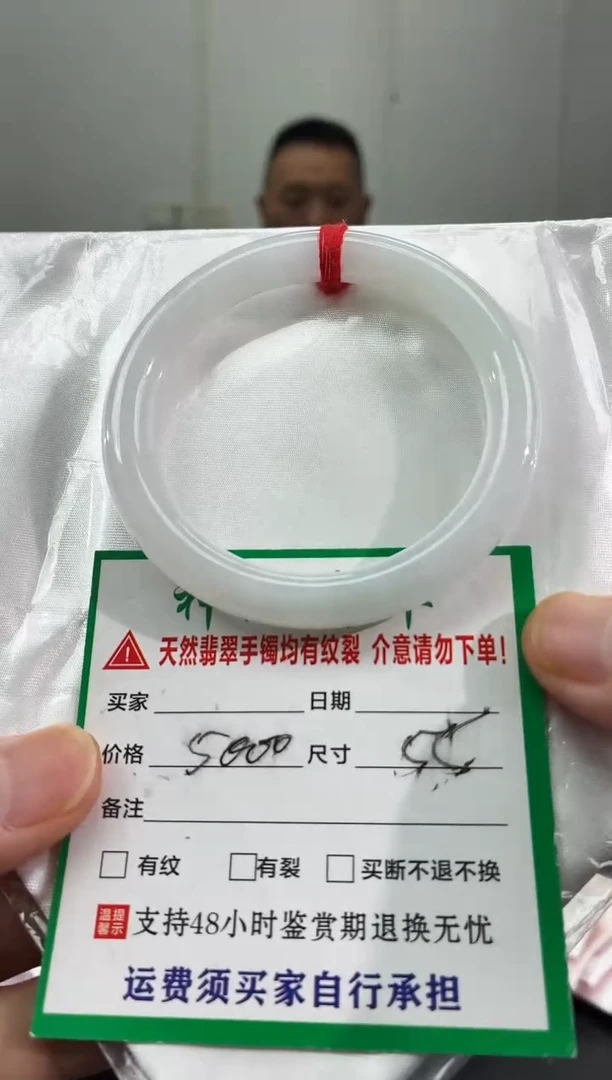 天然翡翠手镯均有纹裂 介意请勿下单！
买家 日期
价格 5000 尺寸 55
备注
有纹 有裂 买断不退不换
温馨提示 支持48小时鉴赏期退换无忧
运费须买家自行承担